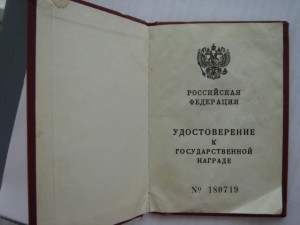 РОССИЙСКАЯ
ФЕДЕРАЦИЯ
УДОСТОВЕРЕНИЕ
К
ГОСУДАРСТВЕННОЙ
НАГРАДЕ
№ 180719